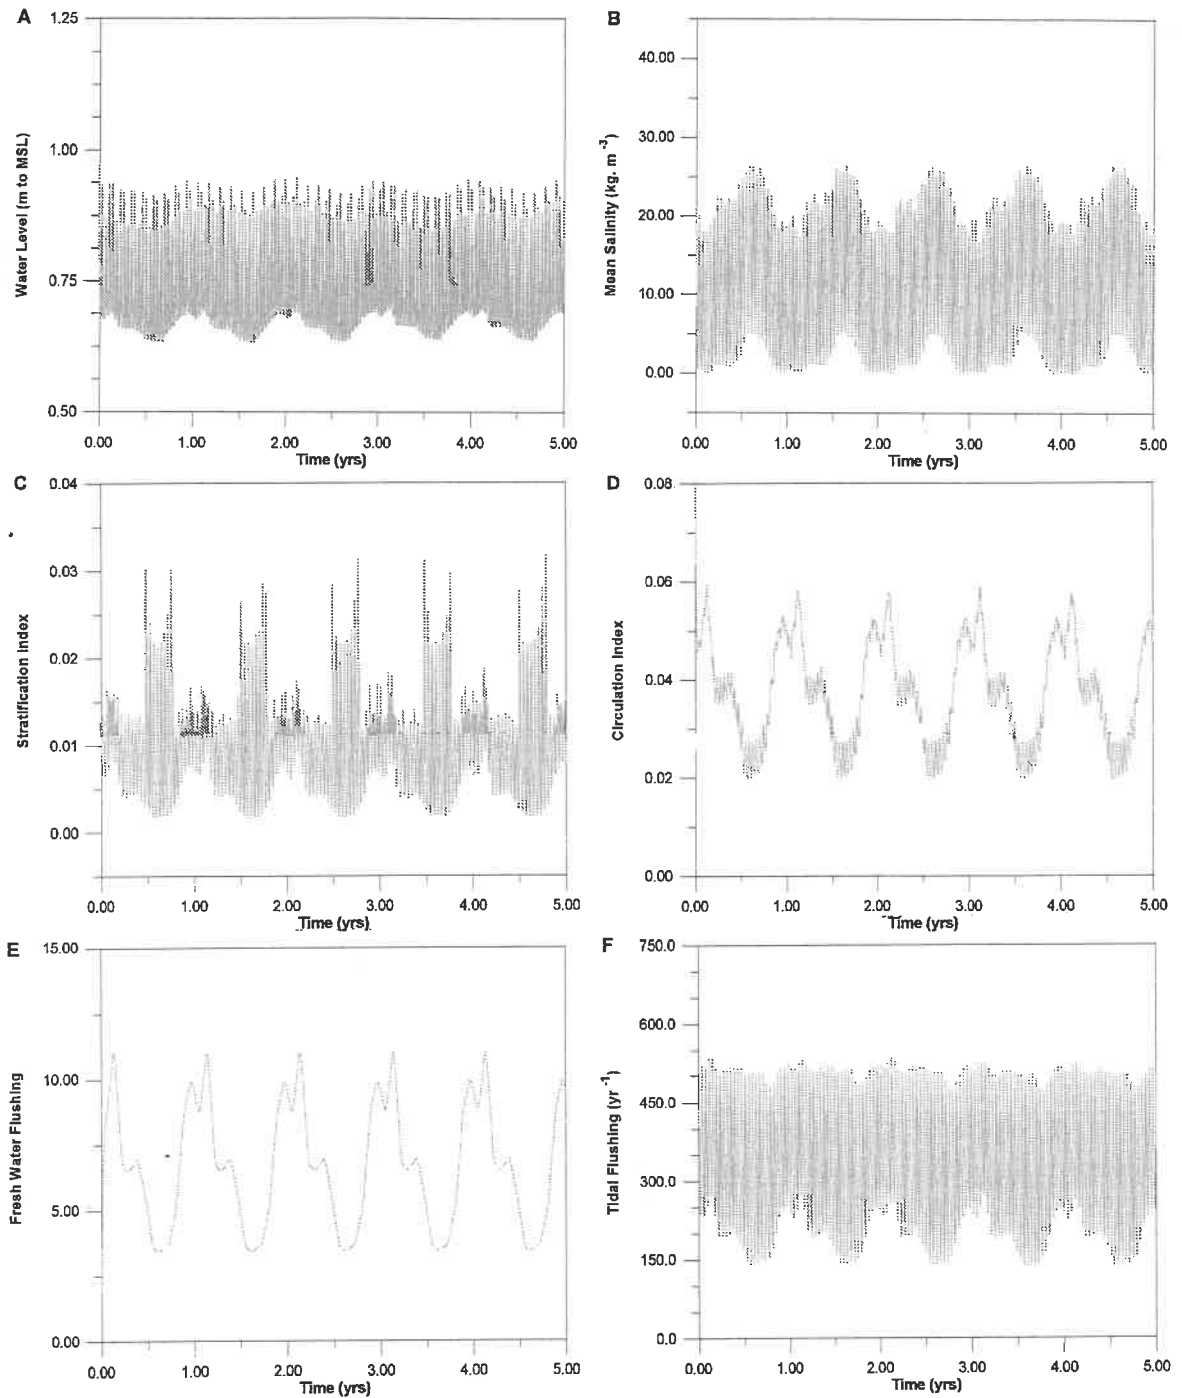 A
1.25
1.00
0.75
0.50
Water Level (m to MSL)
0.00 1.00 2.00 3.00 4.00 5.00
Time (yrs)
B
40.00
30.00
20.00
10.00
0.00
Mean Salinity (kg. m -3)
0.00 1.00 2.00 3.00 4.00 5.00
Time (yrs)
C
0.04
0.03
0.02
0.01
0.00
Stratification Index
0.00 1.00 2.00 3.00 4.00 5.00
Time (yrs)
D
0.08
0.06
0.04
0.02
0.00
Circulation Index
0.00 1.00 2.00 3.00 4.00 5.00
Time (yrs)
E
15.00
10.00
5.00
0.00
Fresh Water Flushing
0.00 1.00 2.00 3.00 4.00 5.00
Time (yrs)
F
750.0
600.0
450.0
300.0
150.0
0.0
Tidal Flushing (yr -1)
0.00 1.00 2.00 3.00 4.00 5.00
Time (yrs)